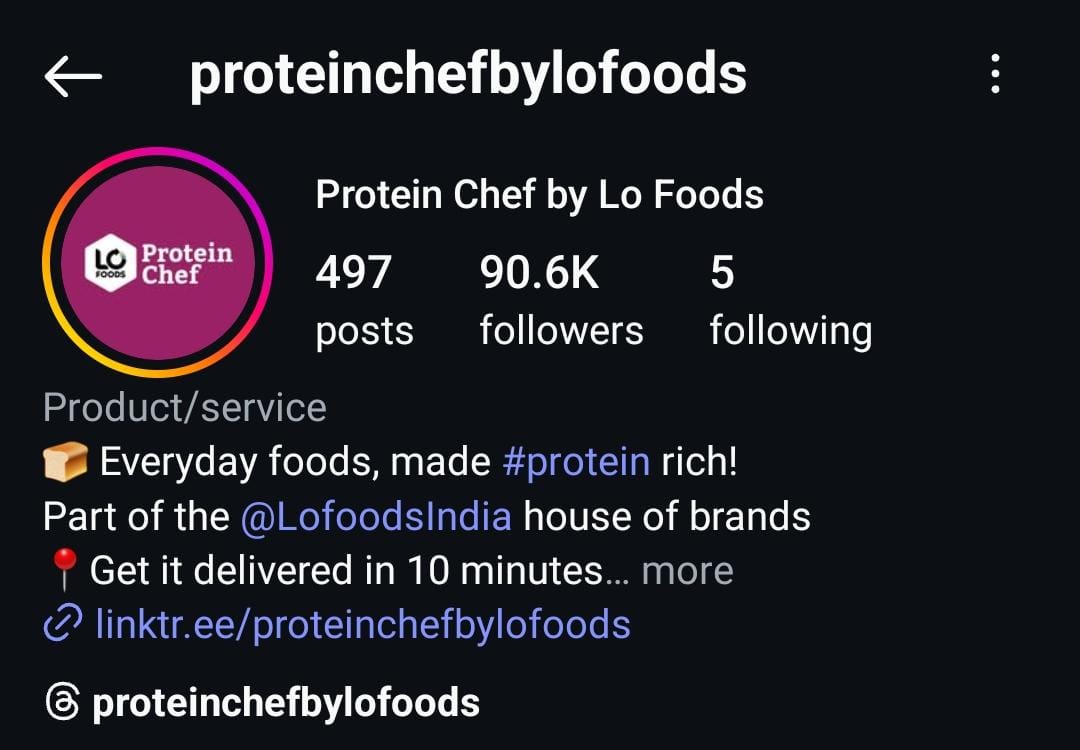 proteinchefbylofoods
LO FOODS Protein Chef
Protein Chef by Lo Foods
497 90.6K 5
posts followers following
Product/service
🍞 Everyday foods, made #protein rich!
Part of the @LofoodsIndia house of brands
📍 Get it delivered in 10 minutes... more
linktr.ee/proteinchefbylofoods
proteinchefbylofoods